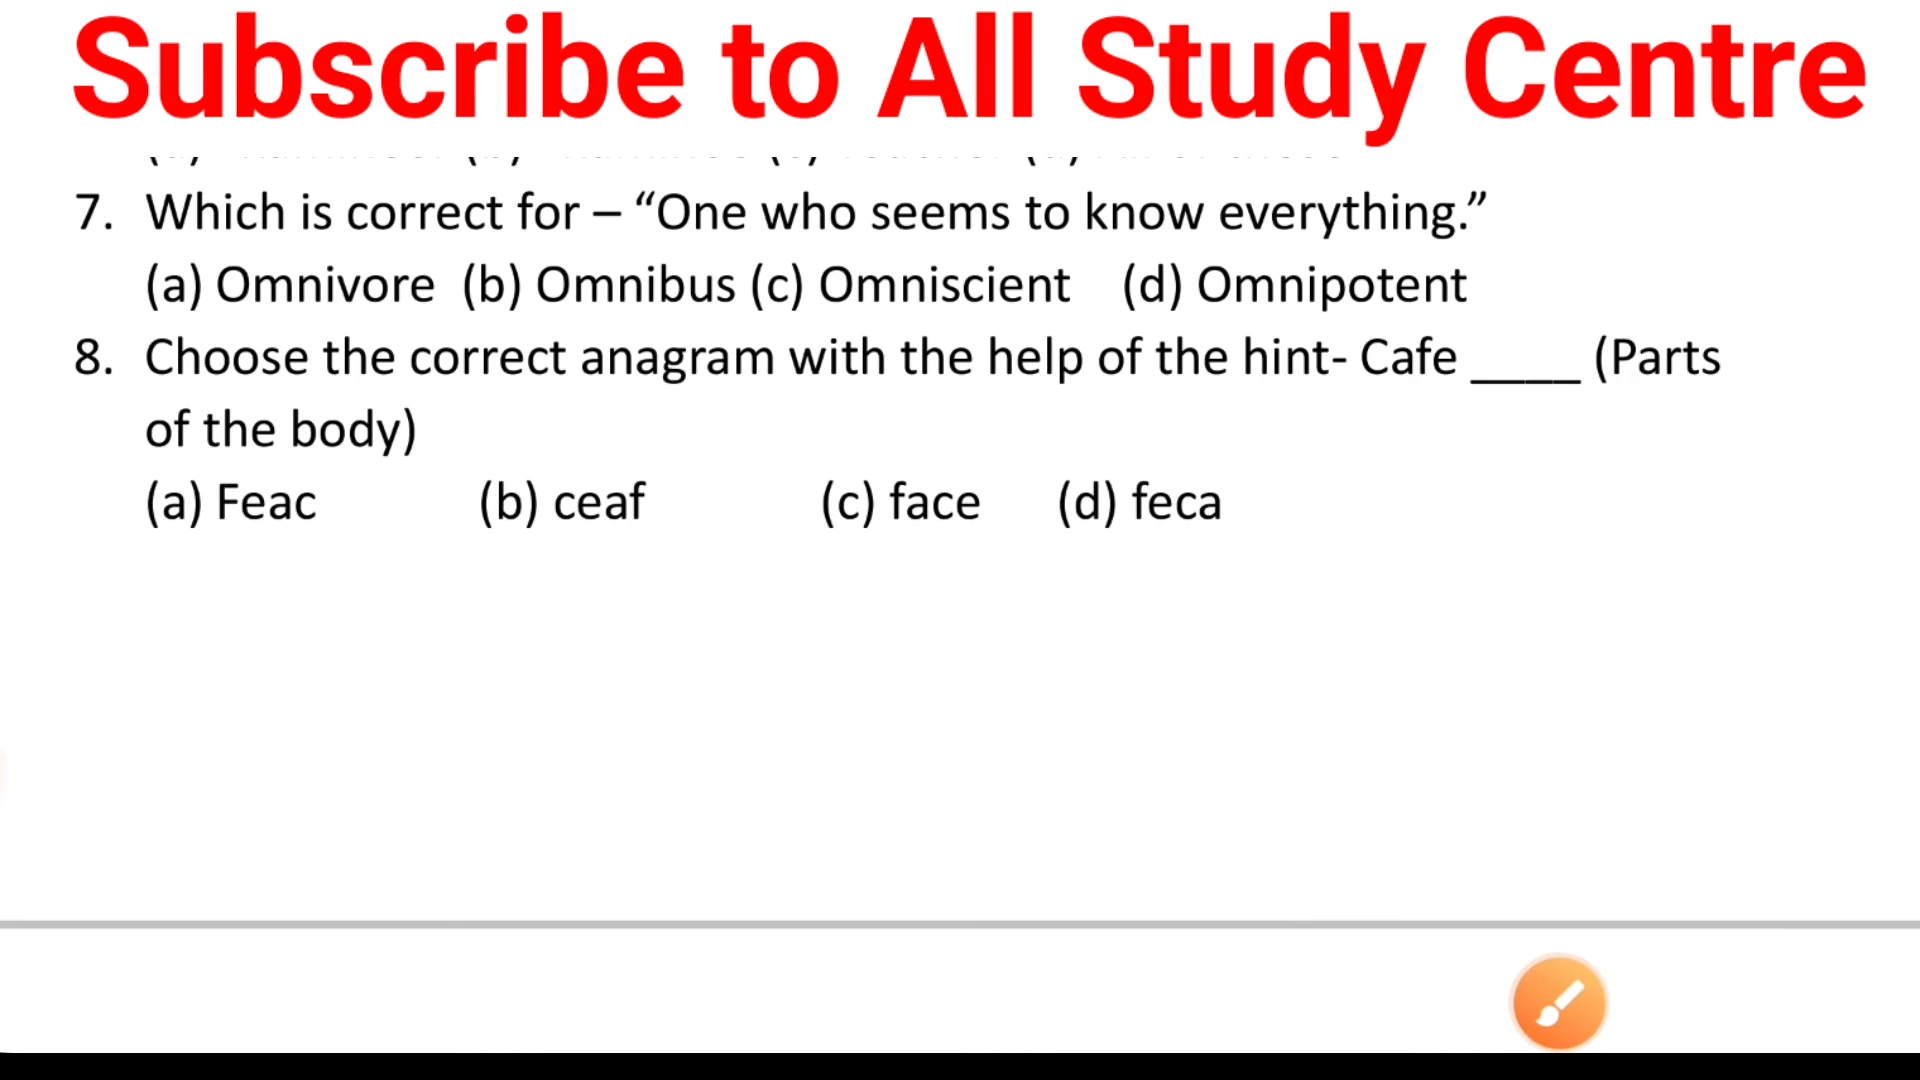 Subscribe to All Study Centre
7. Which is correct for – “One who seems to know everything.”
(a) Omnivore (b) Omnibus (c) Omniscient (d) Omnipotent
8. Choose the correct anagram with the help of the hint- Cafe ____ (Parts
of the body)
(a) Feac (b) ceaf (c) face (d) feca